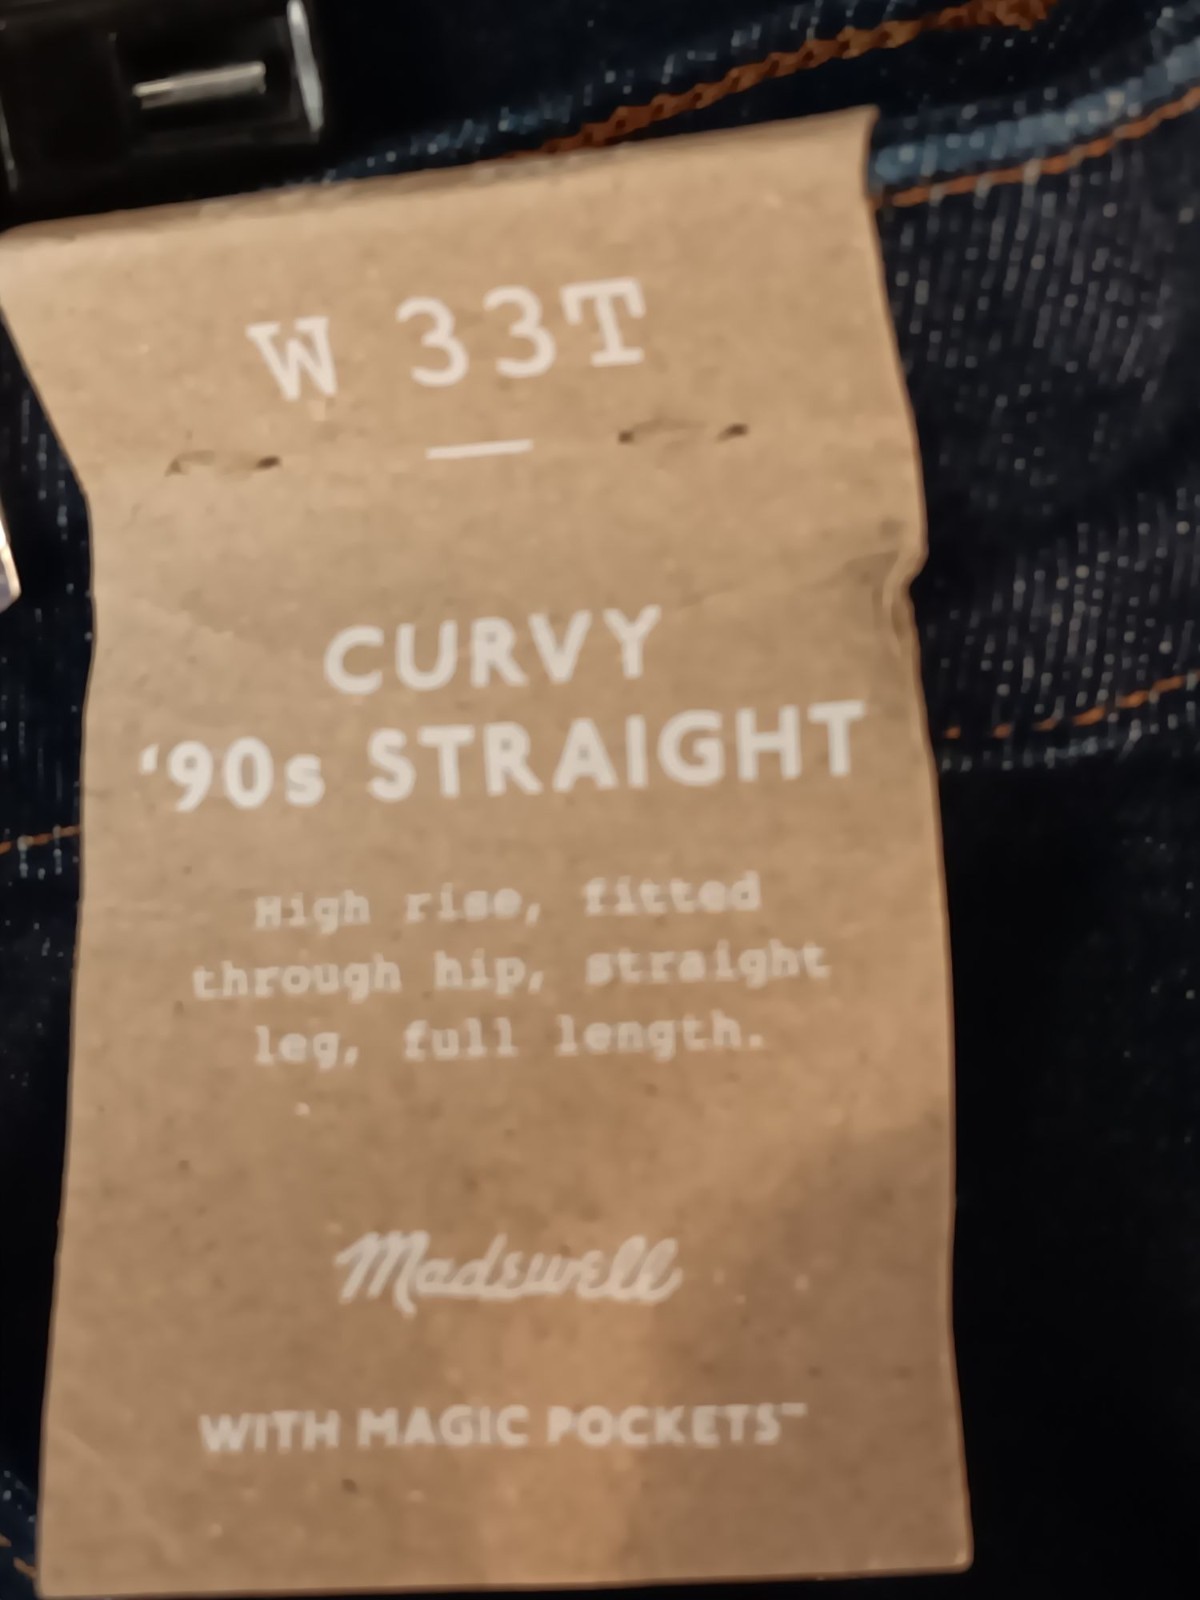 W 33T
CURVY
‘90s STRAIGHT
High rise, fitted
through hip, straight
leg, full length.
Madewell
WITH MAGIC POCKETS™